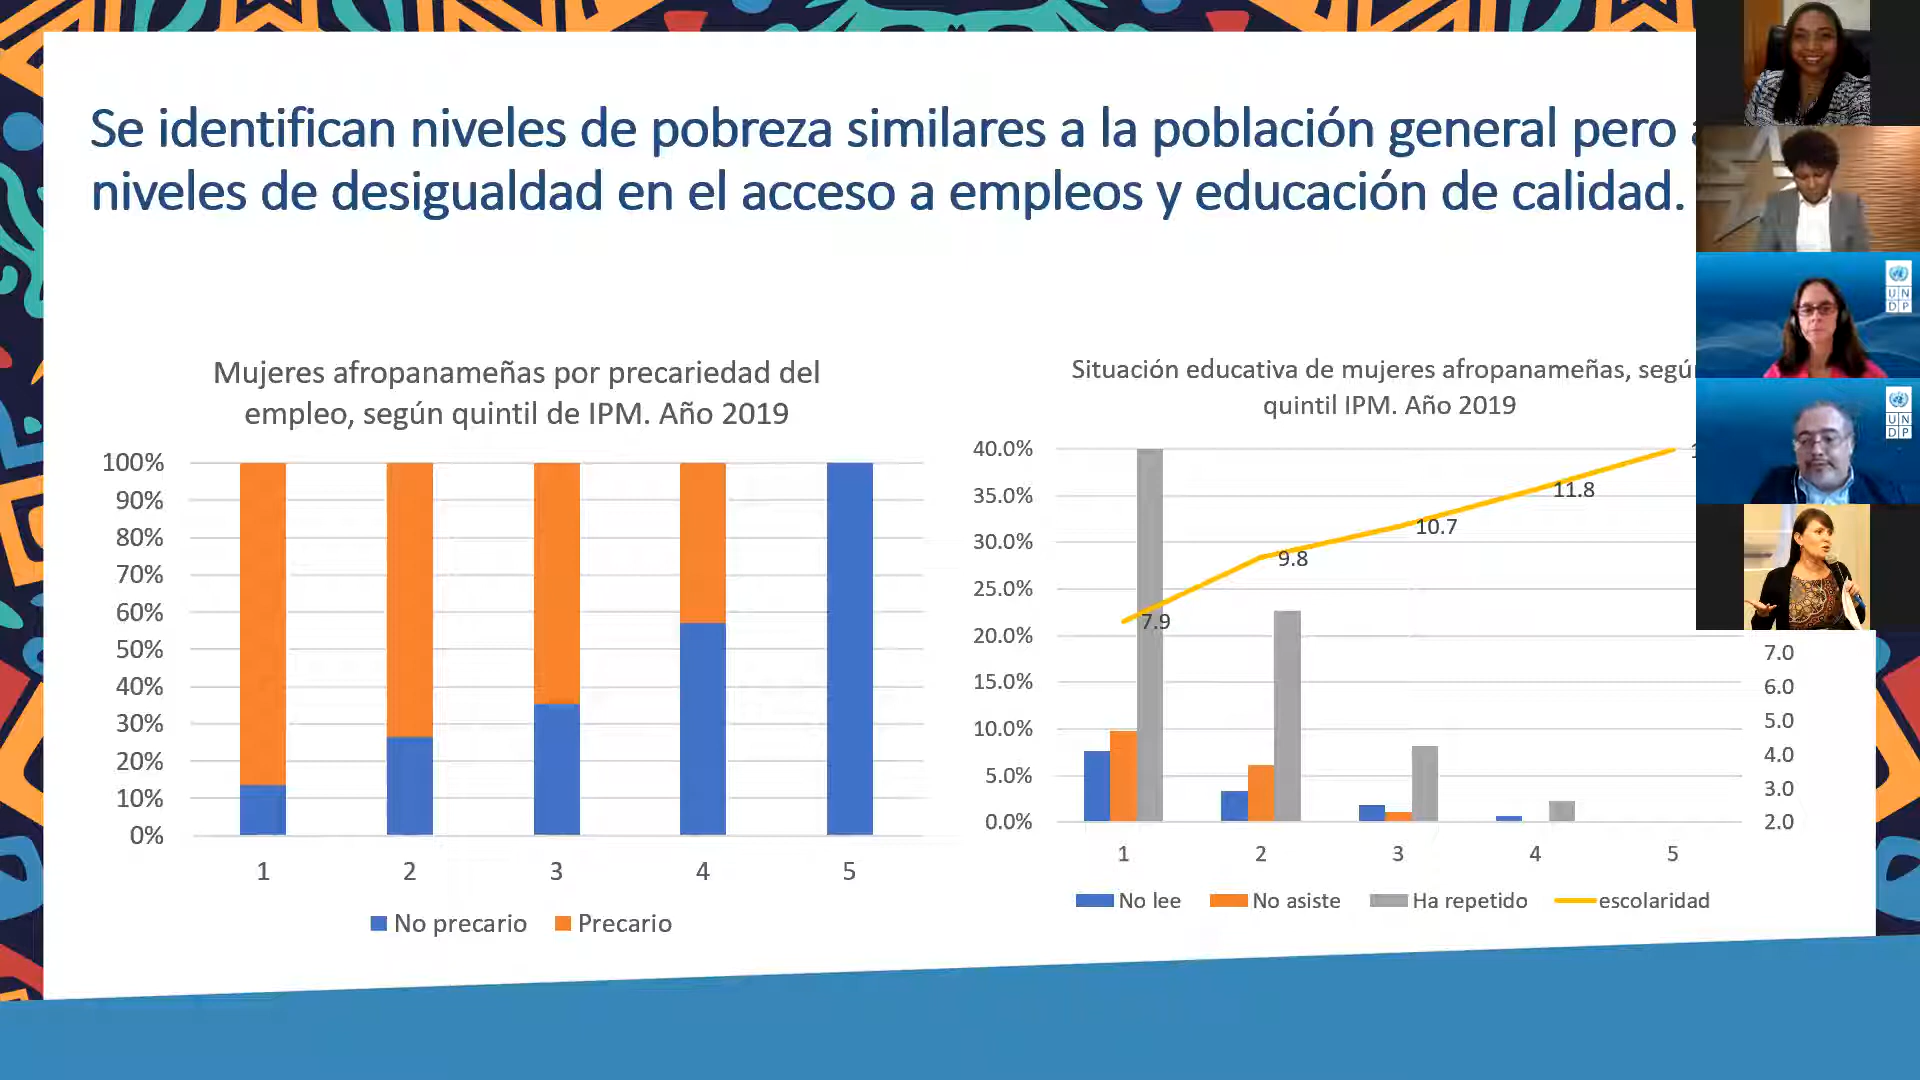 Se identifican niveles de pobreza similares a la población general pero
niveles de desigualdad en el acceso a empleos y educación de calidad.
Mujeres afropanameñas por precariedad del
empleo, según quintil de IPM. Año 2019
100%
90%
80%
70%
60%
50%
40%
30%
20%
10%
0%
1 2 3 4 5
No precario Precario
Situación educativa de mujeres afropanameñas,
quintil IPM. Año 2019
40.0%
35.0%
30.0%
25.0%
20.0%
15.0%
10.0%
5.0%
0.0%
7.9
9.8
10.7
11.8
7.0
6.0
5.0
4.0
3.0
2.0
1 2 3 4 5
No lee No asiste Ha repetido escolaridad
U N
D P
U N
D P